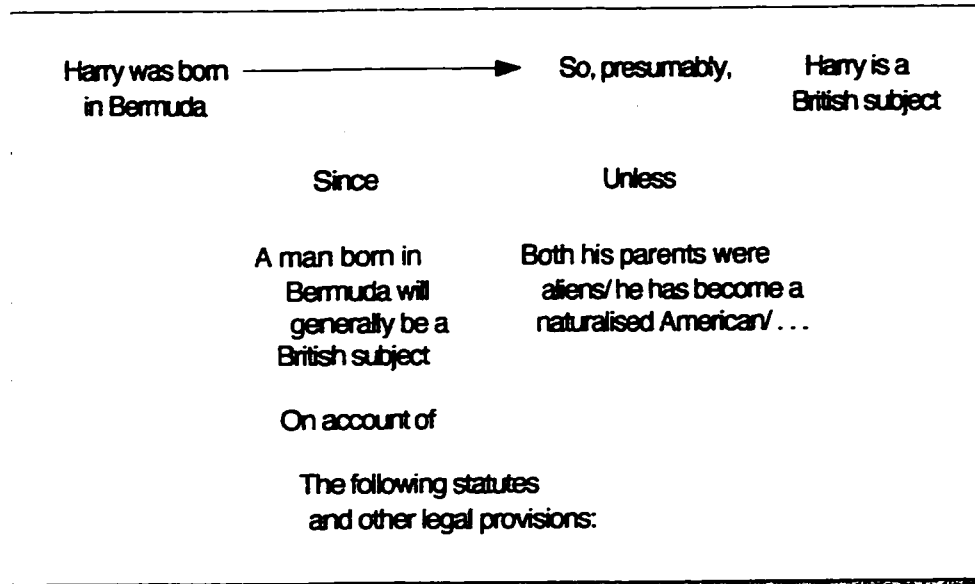 Harry was born
in Bermuda
So, presumably,
Harry is a
British subject
Since
Unless
A man born in
Bermuda will
generally be a
British subject
Both his parents were
aliens/ he has become a
naturalised American/ . . .
On account of
The following statutes
and other legal provisions: